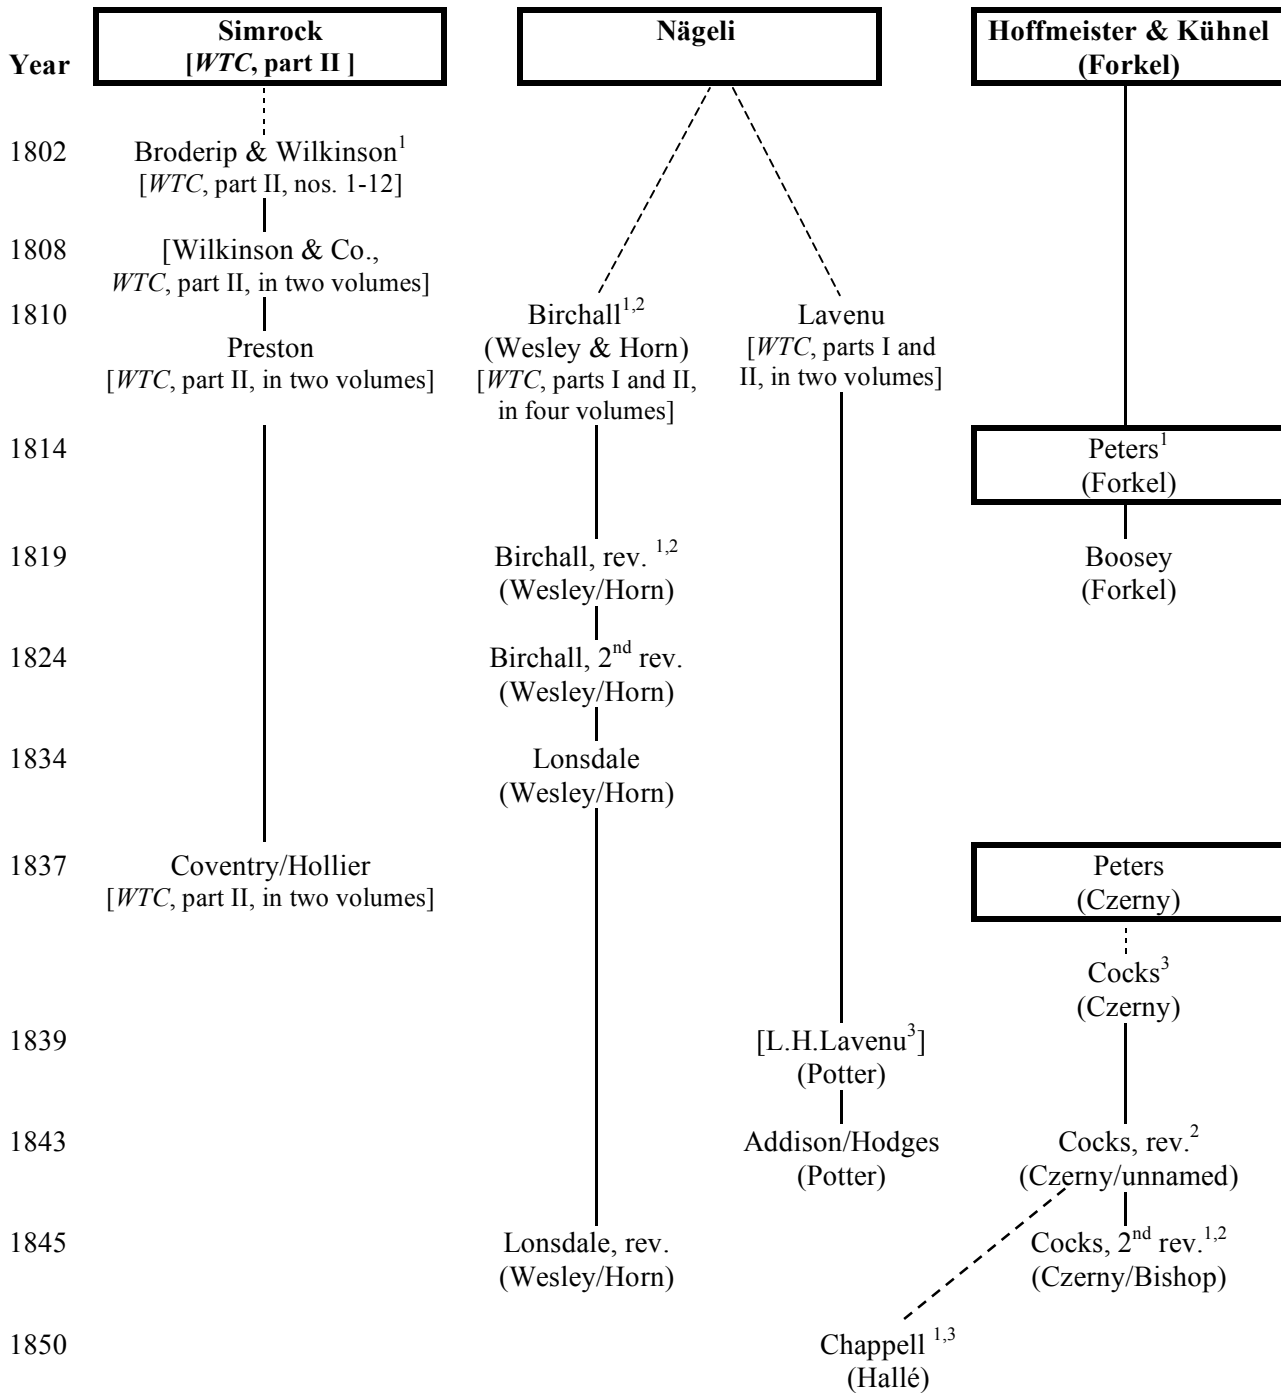 Year
Simrock
[WTC, part II ]
Nägeli
Hoffmeister & Kühnel
(Forkel)
1802
Broderip & Wilkinson1
[WTC, part II, nos. 1-12]
1808
[Wilkinson & Co.,
WTC, part II, in two volumes]
1810
Preston
[WTC, part II, in two volumes]
Birchall1,2
(Wesley & Horn)
[WTC, parts I and II,
in four volumes]
Lavenu
[WTC, parts I and
II, in two volumes]
1814
Peters1
(Forkel)
1819
Birchall, rev. 1,2
(Wesley/Horn)
Boosey
(Forkel)
1824
Birchall, 2nd rev.
(Wesley/Horn)
1834
Lonsdale
(Wesley/Horn)
1837
Coventry/Hollier
[WTC, part II, in two volumes]
Peters
(Czerny)
Cocks3
(Czerny)
1839
[L.H.Lavenu3]
(Potter)
1843
Addison/Hodges
(Potter)
Cocks, rev.2
(Czerny/unnamed)
1845
Lonsdale, rev.
(Wesley/Horn)
Cocks, 2nd rev.1,2
(Czerny/Bishop)
1850
Chappell 1,3
(Hallé)